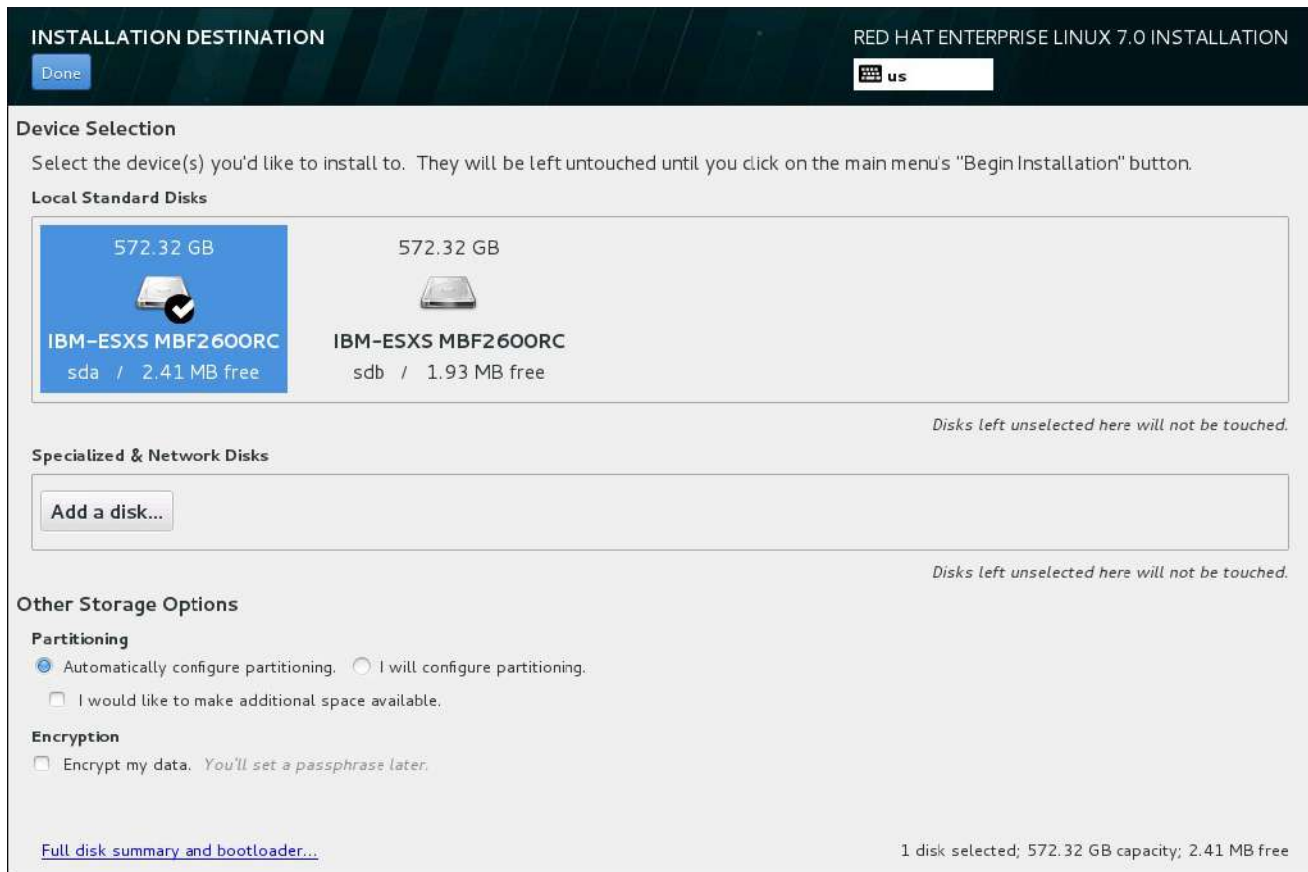 INSTALLATION DESTINATION
RED HAT ENTERPRISE LINUX 7.0 INSTALLATION
Done
us
Device Selection
Select the device(s) you'd like to install to. They will be left untouched until you click on the main menu's "Begin Installation" button.
Local Standard Disks
572.32 GB
IBM-ESXS MBF2600RC
sda / 2.41 MB free
572.32 GB
IBM-ESXS MBF2600RC
sdb / 1.93 MB free
Disks left unselected here will not be touched.
Specialized & Network Disks
Add a disk...
Disks left unselected here will not be touched.
Other Storage Options
Partitioning
Automatically configure partitioning. I will configure partitioning.
I would like to make additional space available.
Encryption
Encrypt my data. You'll set a passphrase later.
Full disk summary and bootloader...
1 disk selected; 572.32 GB capacity; 2.41 MB free